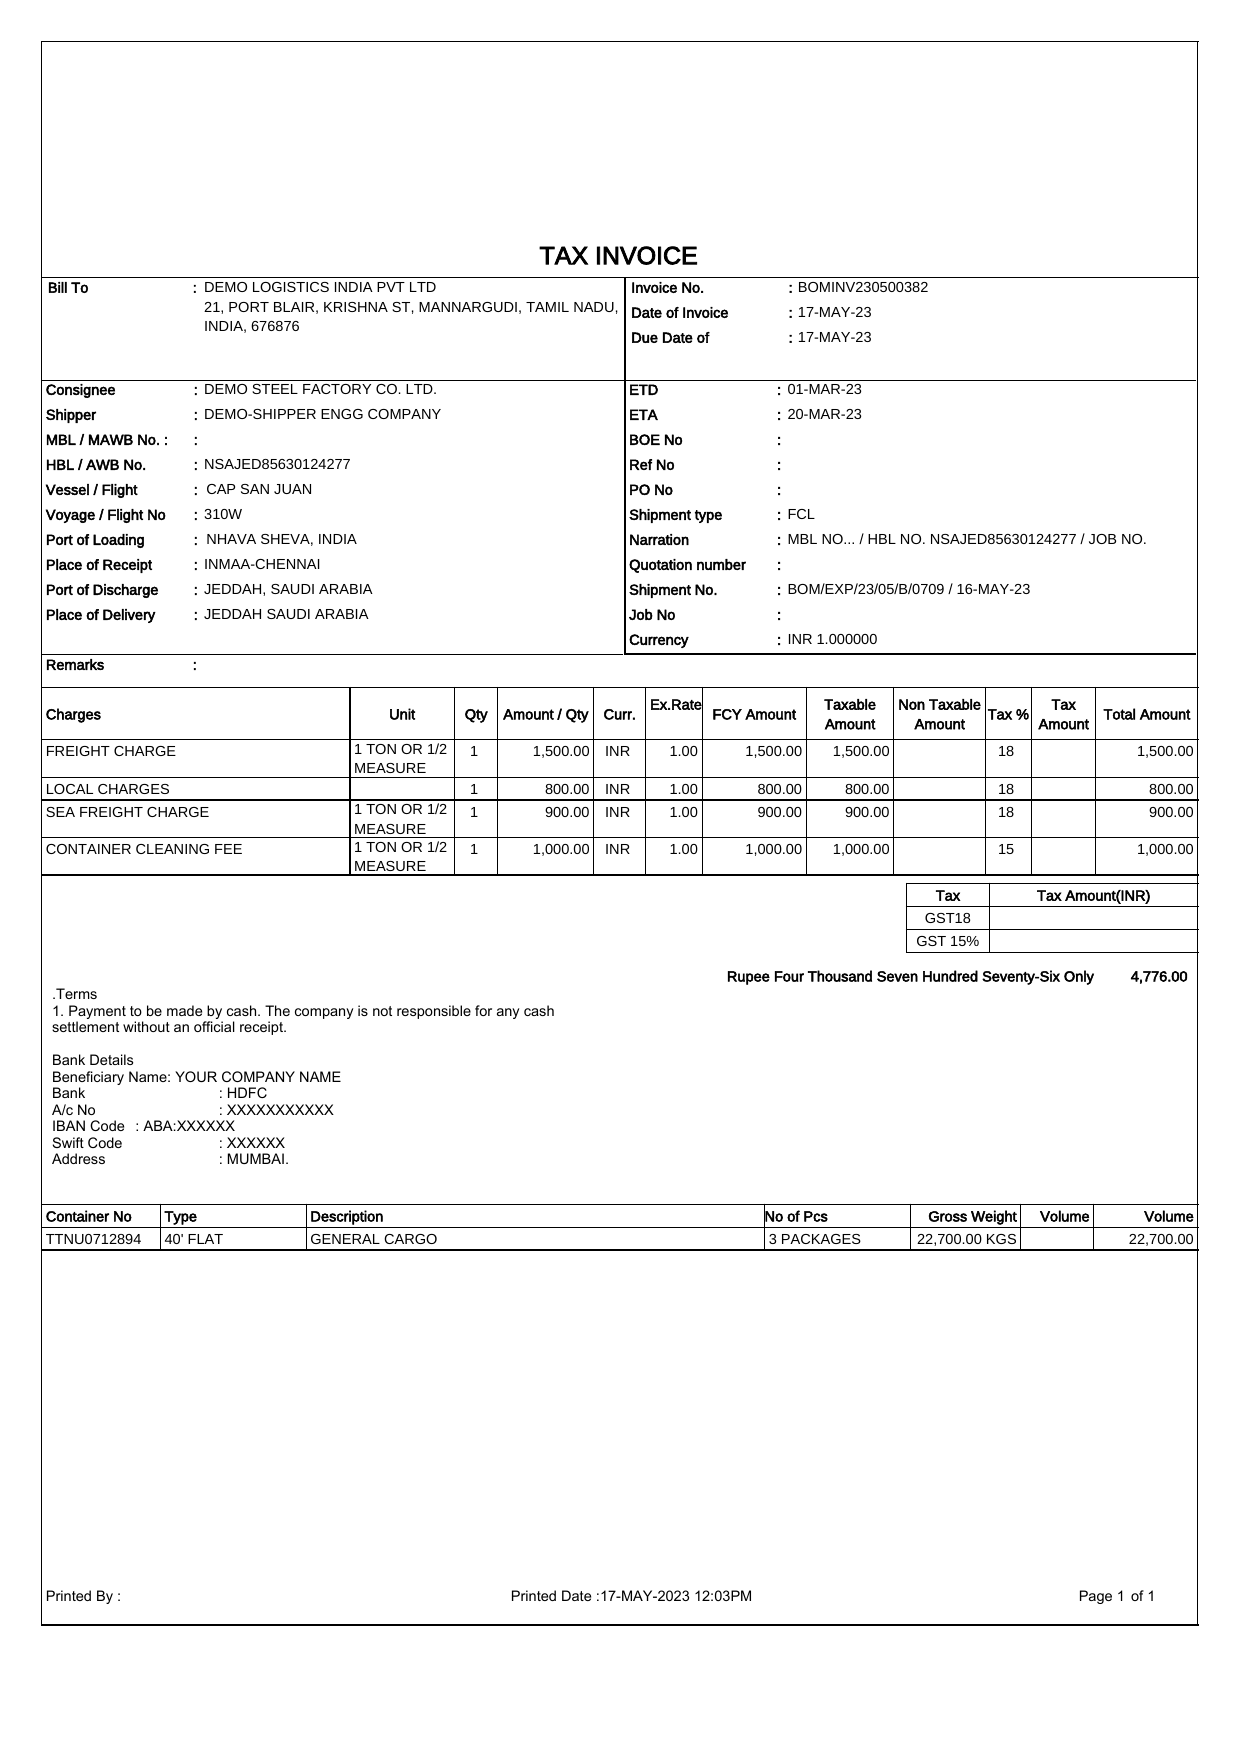 TAX INVOICE
Bill To : DEMO LOGISTICS INDIA PVT LTD
21, PORT BLAIR, KRISHNA ST, MANNARGUDI, TAMIL NADU,
INDIA, 676876
Invoice No. : BOMINV230500382
Date of Invoice : 17-MAY-23
Due Date of : 17-MAY-23
Consignee : DEMO STEEL FACTORY CO. LTD.
Shipper : DEMO-SHIPPER ENGG COMPANY
MBL / MAWB No. : :
HBL / AWB No. : NSAJED85630124277
Vessel / Flight : CAP SAN JUAN
Voyage / Flight No : 310W
Port of Loading : NHAVA SHEVA, INDIA
Place of Receipt : INMAA-CHENNAI
Port of Discharge : JEDDAH, SAUDI ARABIA
Place of Delivery : JEDDAH SAUDI ARABIA
ETD : 01-MAR-23
ETA : 20-MAR-23
BOE No :
Ref No :
PO No :
Shipment type : FCL
Narration : MBL NO... / HBL NO. NSAJED85630124277 / JOB NO.
Quotation number :
Shipment No. : BOM/EXP/23/05/B/0709 / 16-MAY-23
Job No :
Currency : INR 1.000000
Remarks :
Charges Unit Qty Amount / Qty Curr. Ex.Rate FCY Amount Taxable Amount Non Taxable Amount Tax % Tax Amount Total Amount
FREIGHT CHARGE 1 TON OR 1/2 MEASURE 1 1,500.00 INR 1.00 1,500.00 1,500.00 18 1,500.00
LOCAL CHARGES 1 800.00 INR 1.00 800.00 800.00 18 800.00
SEA FREIGHT CHARGE 1 TON OR 1/2 MEASURE 1 900.00 INR 1.00 900.00 900.00 18 900.00
CONTAINER CLEANING FEE 1 TON OR 1/2 MEASURE 1 1,000.00 INR 1.00 1,000.00 1,000.00 15 1,000.00
Tax Tax Amount(INR)
GST18
GST 15%
Rupee Four Thousand Seven Hundred Seventy-Six Only 4,776.00
.Terms
1. Payment to be made by cash. The company is not responsible for any cash
settlement without an official receipt.
Bank Details
Beneficiary Name: YOUR COMPANY NAME
Bank : HDFC
A/c No : XXXXXXXXXXX
IBAN Code : ABA:XXXXXX
Swift Code : XXXXXX
Address : MUMBAI.
Container No Type Description No of Pcs Gross Weight Volume Volume
TTNU0712894 40' FLAT GENERAL CARGO 3 PACKAGES 22,700.00 KGS 22,700.00
Printed By : Printed Date :17-MAY-2023 12:03PM Page 1 of 1